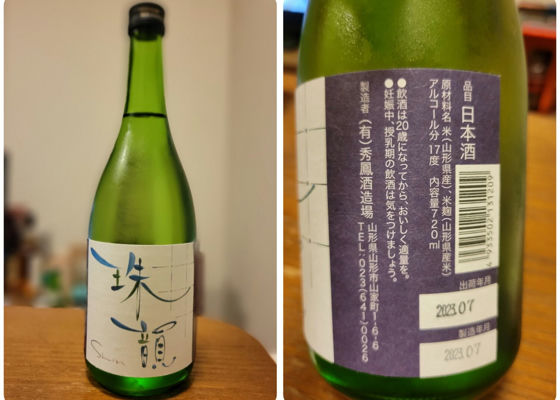 珠
品目 日本酒
原材料名 米(山形県産)、米麹(山形県産米)
アルコール分 17度 内容量720ml
●飲酒は20歳になってから、おいしく適量を。
●妊娠中、授乳期の飲酒は気をつけましょう。
製造者 (有)秀鳳酒造場 山形県山形市山家町1-6-6
TEL:023(641)0026
出荷年月
2023.07
製造年月
2023.07